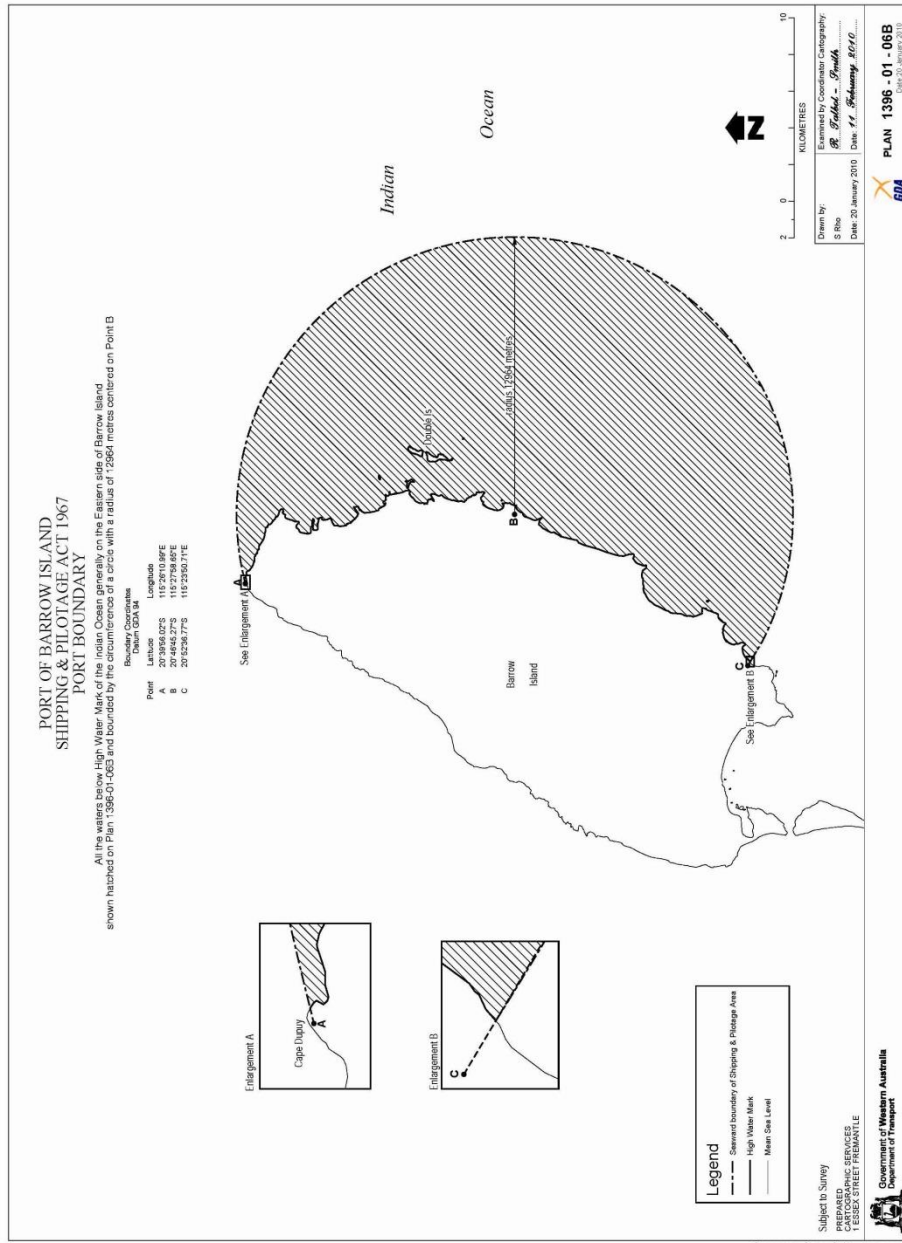 PORT OF BARROW ISLAND
SHIPPING & PILOTAGE ACT 1967
PORT BOUNDARY
All the waters below High Water Mark of the Indian Ocean generally on the Eastern side of Barrow Island
shown hatched on Plan 1396-01-06B and bounded by the circumference of a circle with a radius of 12964 metres centered on Point B
Boundary Coordinates
Datum GDA 94
Point Latitude Longitude
A 20°39'56.02"S 115°26'10.99"E
B 20°46'45.27"S 115°27'58.65"E
C 20°52'36.77"S 115°23'50.71"E
Enlargement A
Cape Dupuy
A
Enlargement B
C
See Enlargement A
Indian
Ocean
Double Is
B
radius 12964 metres
Barrow
Island
C
See Enlargement B
N
Legend
Seaward boundary of Shipping & Pilotage Area
High Water Mark
Mean Sea Level
2 0 10
KILOMETRES
Subject to Survey
PREPARED
CARTOGRAPHIC SERVICES
1 ESSEX STREET FREMANTLE
Drawn by:
S Rho
Date: 20 January 2010
Examined by Coordinator Cartography:
R Talbot - Smith
Date: 11 February 2010
Government of Western Australia
Department of Transport
GDA
PLAN 1396 - 01 - 06B
Date 20 January 2010